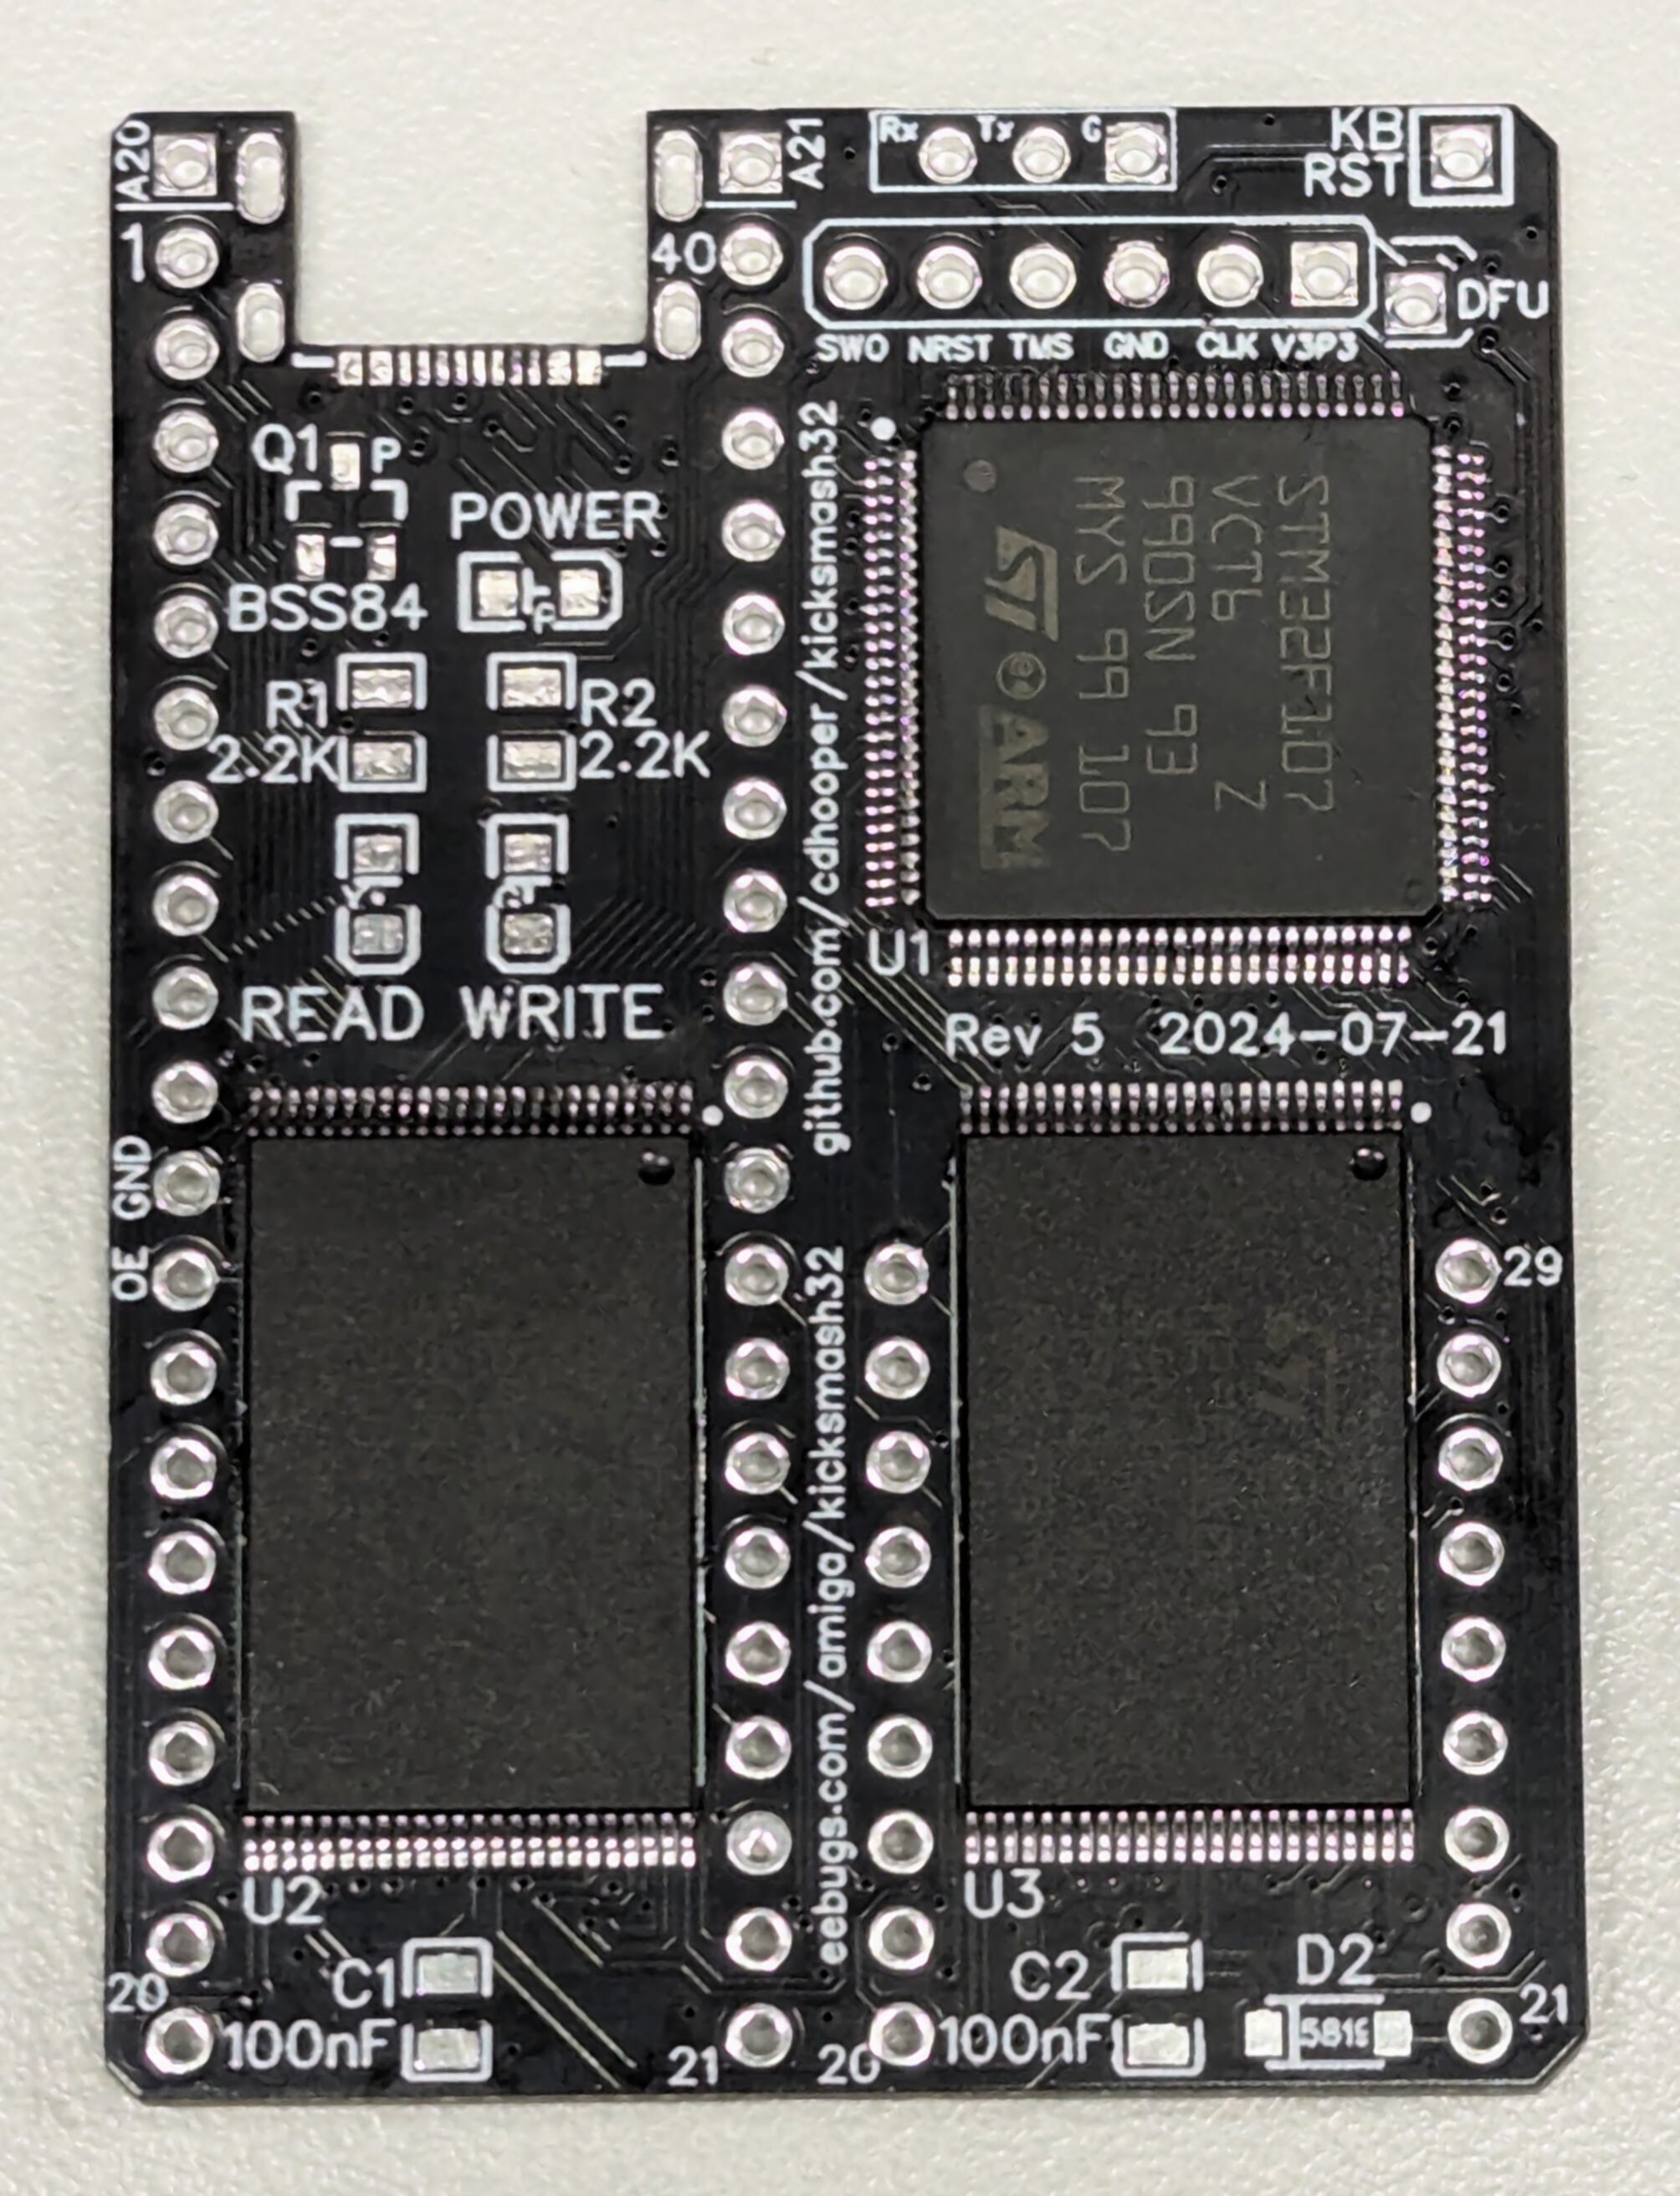 A20
A21
Rx Tx G
KB
RST
1
40
DFU
SWO NRST TMS GND CLK V3P3
Q1 P
POWER
BSS84
R1
2.2K
R2
2.2K
READ WRITE
github.com/cdhooper/kicksmash32
STM32F107
VCT6 Z
990SN 93
MYS 99 107
ST ARM
U1
Rev 5 2024-07-21
GND
OE
29
eebugs.com/amiga/kicksmash32
U2
U3
20
C1
100nF
21
20
C2
100nF
D2
21